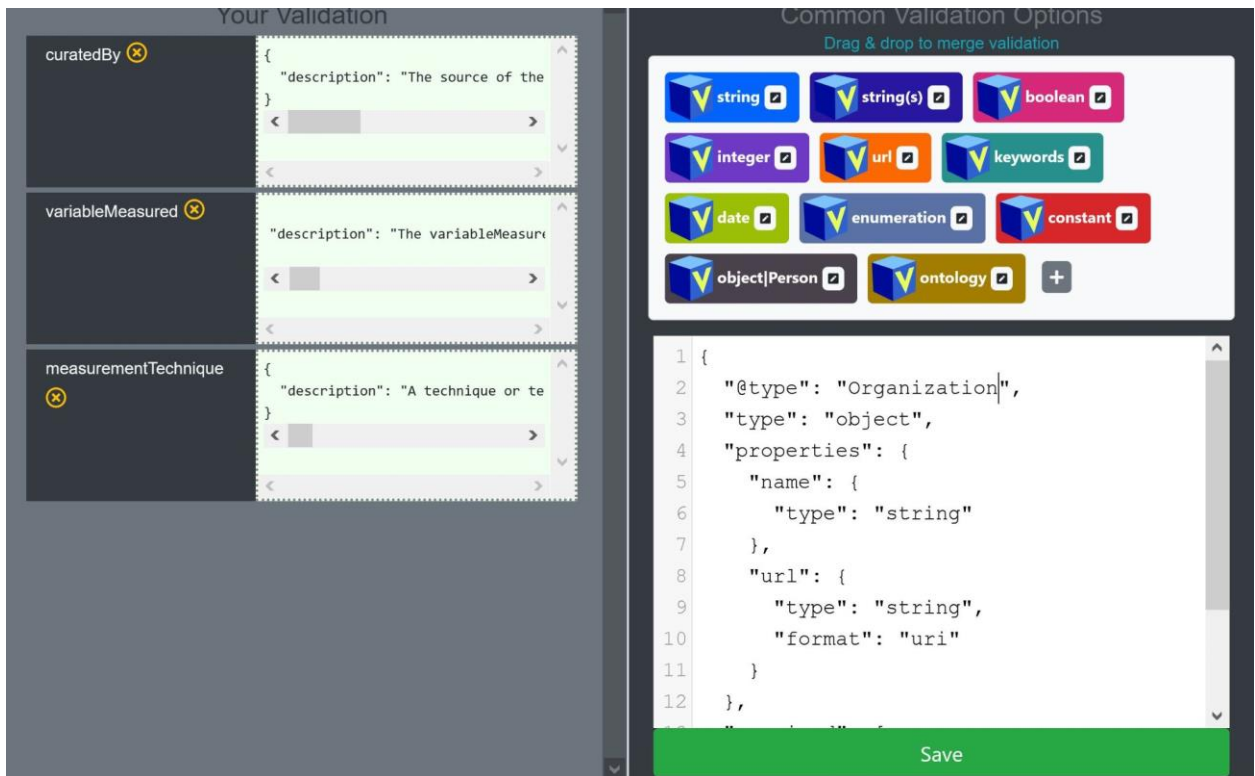 Your Validation
curatedBy
{
"description": "The source of the
}
variableMeasured
"description": "The variableMeasure
measurementTechnique
{
"description": "A technique or te
}
Common Validation Options
Drag & drop to merge validation
V string V string(s) V boolean
V integer V url V keywords
V date V enumeration V constant
V object|Person V ontology +
1 {
2 "@type": "Organization",
3 "type": "object",
4 "properties": {
5 "name": {
6 "type": "string"
7 },
8 "url": {
9 "type": "string",
10 "format": "uri"
11 }
12 },
Save